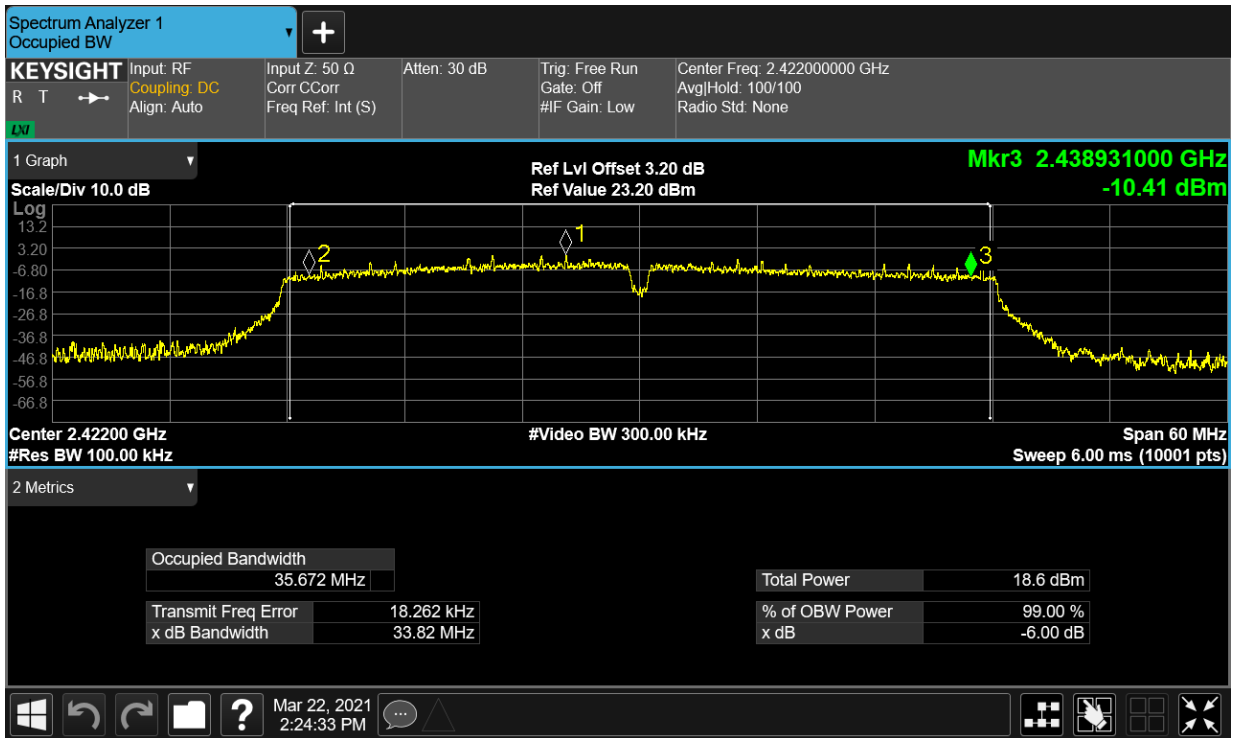 Spectrum Analyzer 1
Occupied BW
▼
+
KEYSIGHT
R T
LXI
Input: RF
Coupling: DC
Align: Auto
Input Z: 50 Ω
Corr CCorr
Freq Ref: Int (S)
Atten: 30 dB
Trig: Free Run
Gate: Off
#IF Gain: Low
Center Freq: 2.422000000 GHz
Avg|Hold: 100/100
Radio Std: None
1 Graph ▼
Scale/Div 10.0 dB
Ref Lvl Offset 3.20 dB
Ref Value 23.20 dBm
Mkr3 2.438931000 GHz
-10.41 dBm
Log
13.2
3.20
-6.80
-16.8
-26.8
-36.8
-46.8
-56.8
-66.8
2
1
3
Center 2.42200 GHz
#Res BW 100.00 kHz
#Video BW 300.00 kHz
Span 60 MHz
Sweep 6.00 ms (10001 pts)
2 Metrics ▼
Occupied Bandwidth
35.672 MHz
Transmit Freq Error 18.262 kHz
x dB Bandwidth 33.82 MHz
Total Power 18.6 dBm
% of OBW Power 99.00 %
x dB -6.00 dB
?
Mar 22, 2021
2:24:33 PM